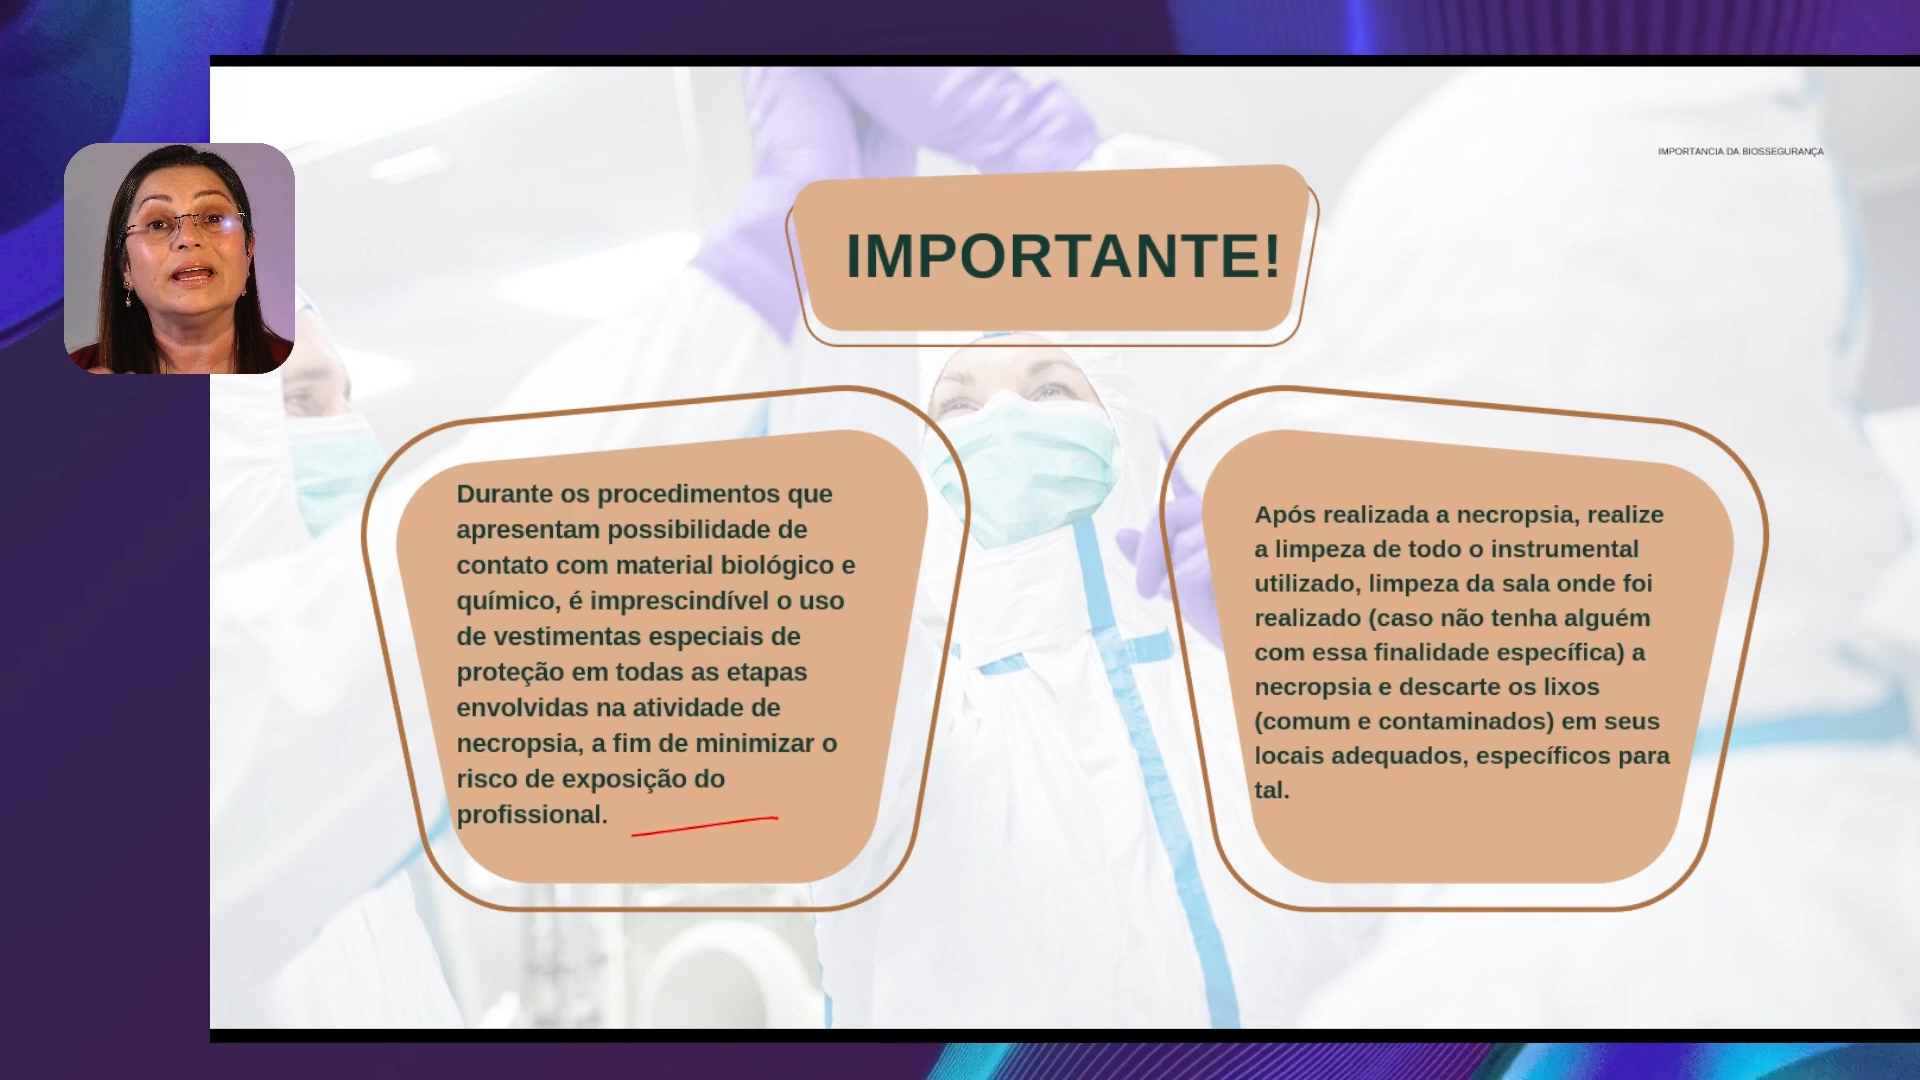 IMPORTANCIA DA BIOSSEGURANÇA
IMPORTANTE!
Durante os procedimentos que
apresentam possibilidade de
contato com material biológico e
químico, é imprescindível o uso
de vestimentas especiais de
proteção em todas as etapas
envolvidas na atividade de
necropsia, a fim de minimizar o
risco de exposição do
profissional.
Após realizada a necropsia, realize
a limpeza de todo o instrumental
utilizado, limpeza da sala onde foi
realizado (caso não tenha alguém
com essa finalidade específica) a
necropsia e descarte os lixos
(comum e contaminados) em seus
locais adequados, específicos para
tal.